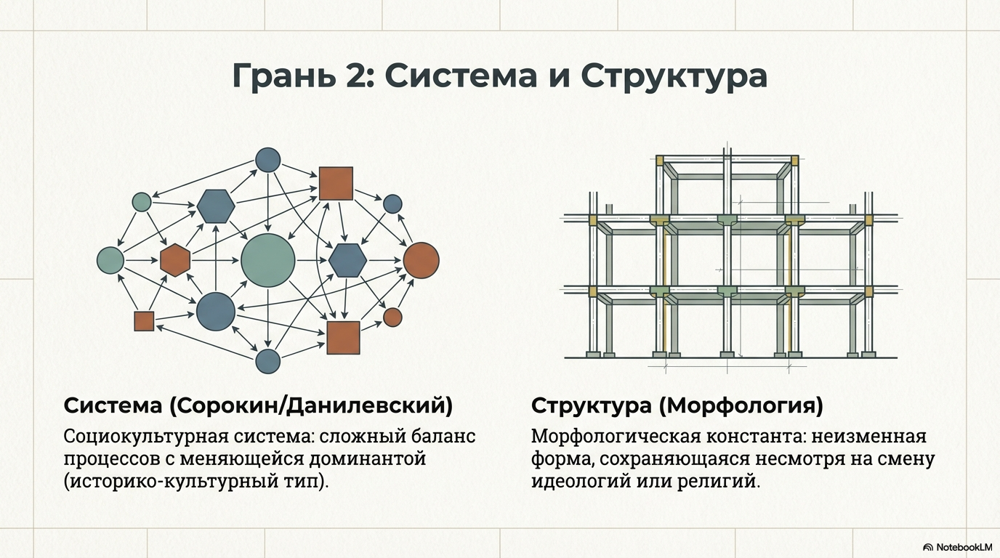 Грань 2: Система и Структура
Система (Сорокин/Данилевский)
Социокультурная система: сложный баланс
процессов с меняющейся доминантой
(историко-культурный тип).
Структура (Морфология)
Морфологическая константа: неизменная
форма, сохраняющаяся несмотря на смену
идеологий или религий.
NotebookLM